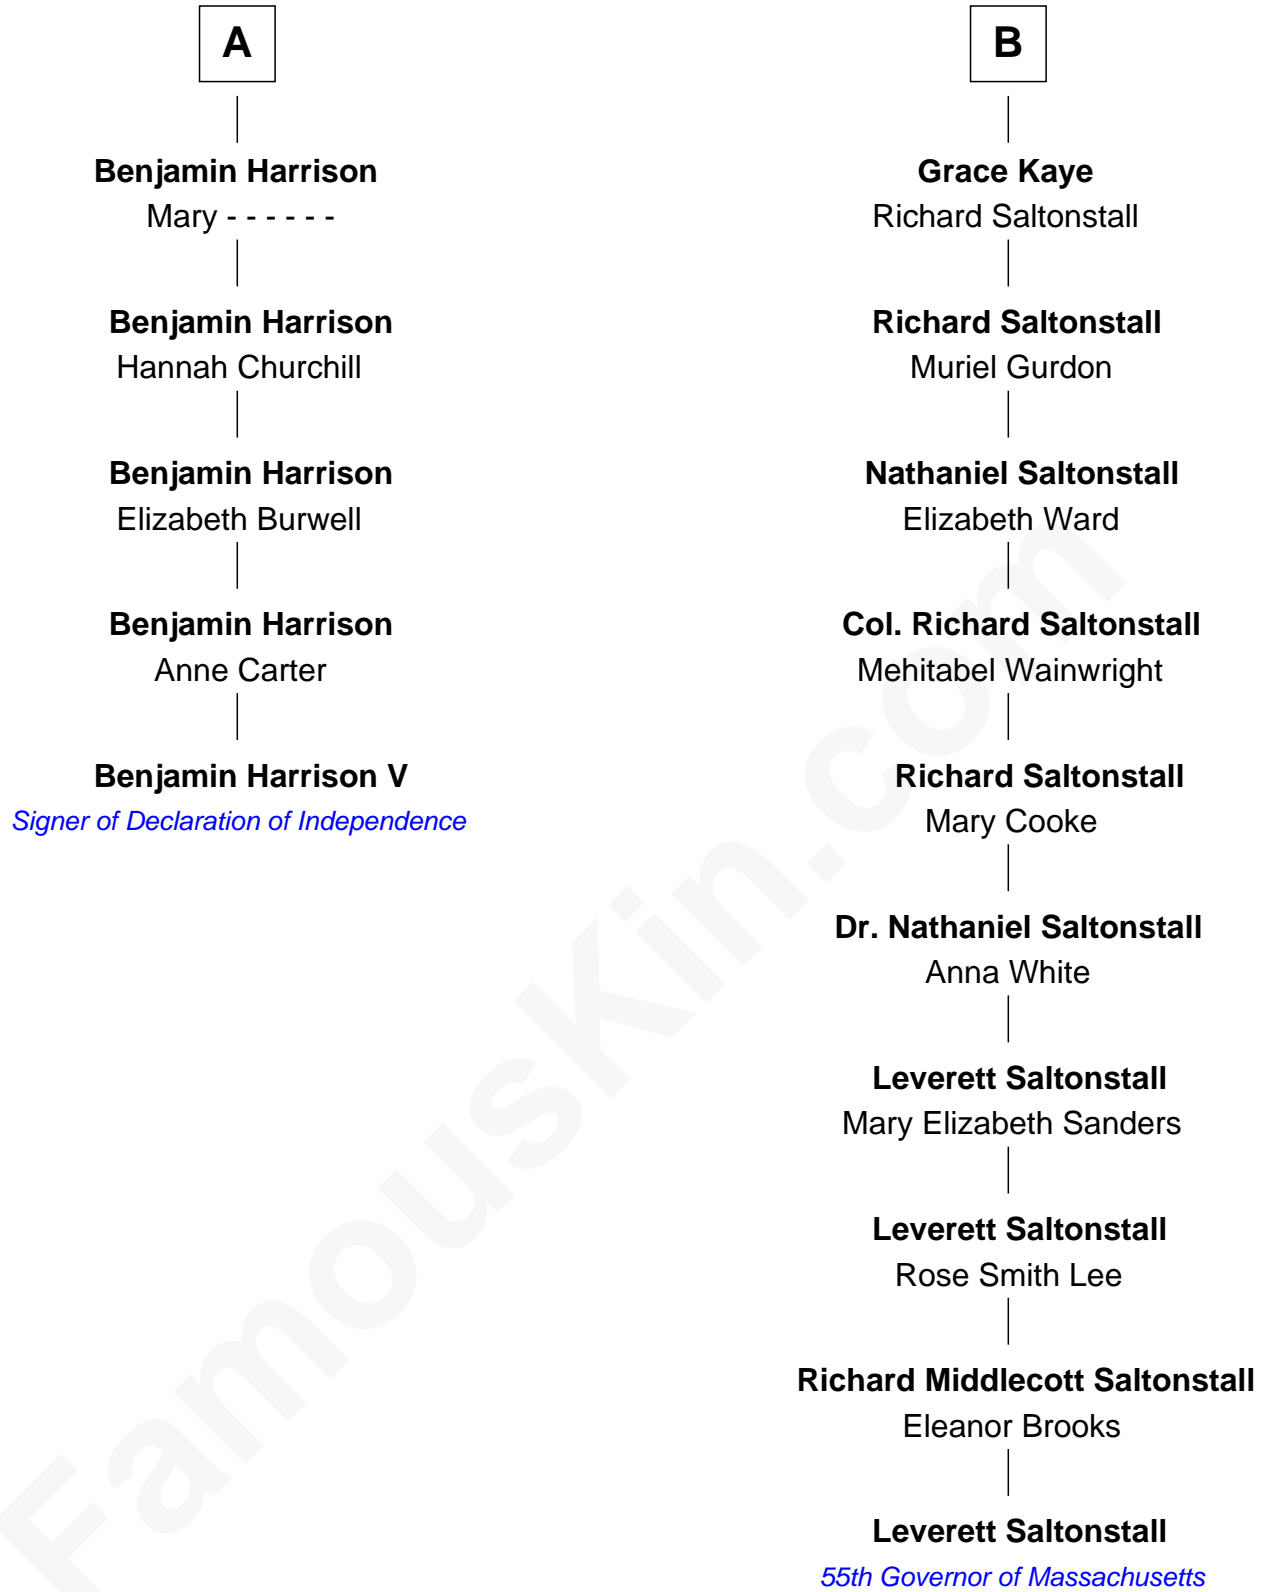 A
Benjamin Harrison
Mary - - - - - -
Benjamin Harrison
Hannah Churchill
Benjamin Harrison
Elizabeth Burwell
Benjamin Harrison
Anne Carter
Benjamin Harrison V
Signer of Declaration of Independence
B
Grace Kaye
Richard Saltonstall
Richard Saltonstall
Muriel Gurdon
Nathaniel Saltonstall
Elizabeth Ward
Col. Richard Saltonstall
Mehitabel Wainwright
Richard Saltonstall
Mary Cooke
Dr. Nathaniel Saltonstall
Anna White
Leverett Saltonstall
Mary Elizabeth Sanders
Leverett Saltonstall
Rose Smith Lee
Richard Middlecott Saltonstall
Eleanor Brooks
Leverett Saltonstall
55th Governor of Massachusetts
FamousKin.com